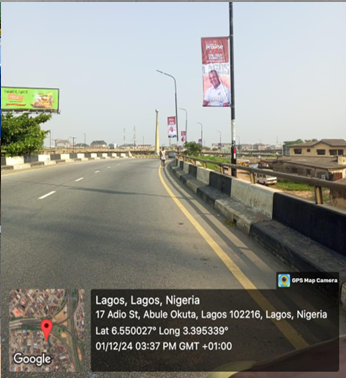 GPS Map Camera
Lagos, Lagos, Nigeria
17 Adio St, Abule Okuta, Lagos 102216, Lagos, Nigeria
Lat 6.550027° Long 3.395339°
01/12/24 03:37 PM GMT +01:00
Google